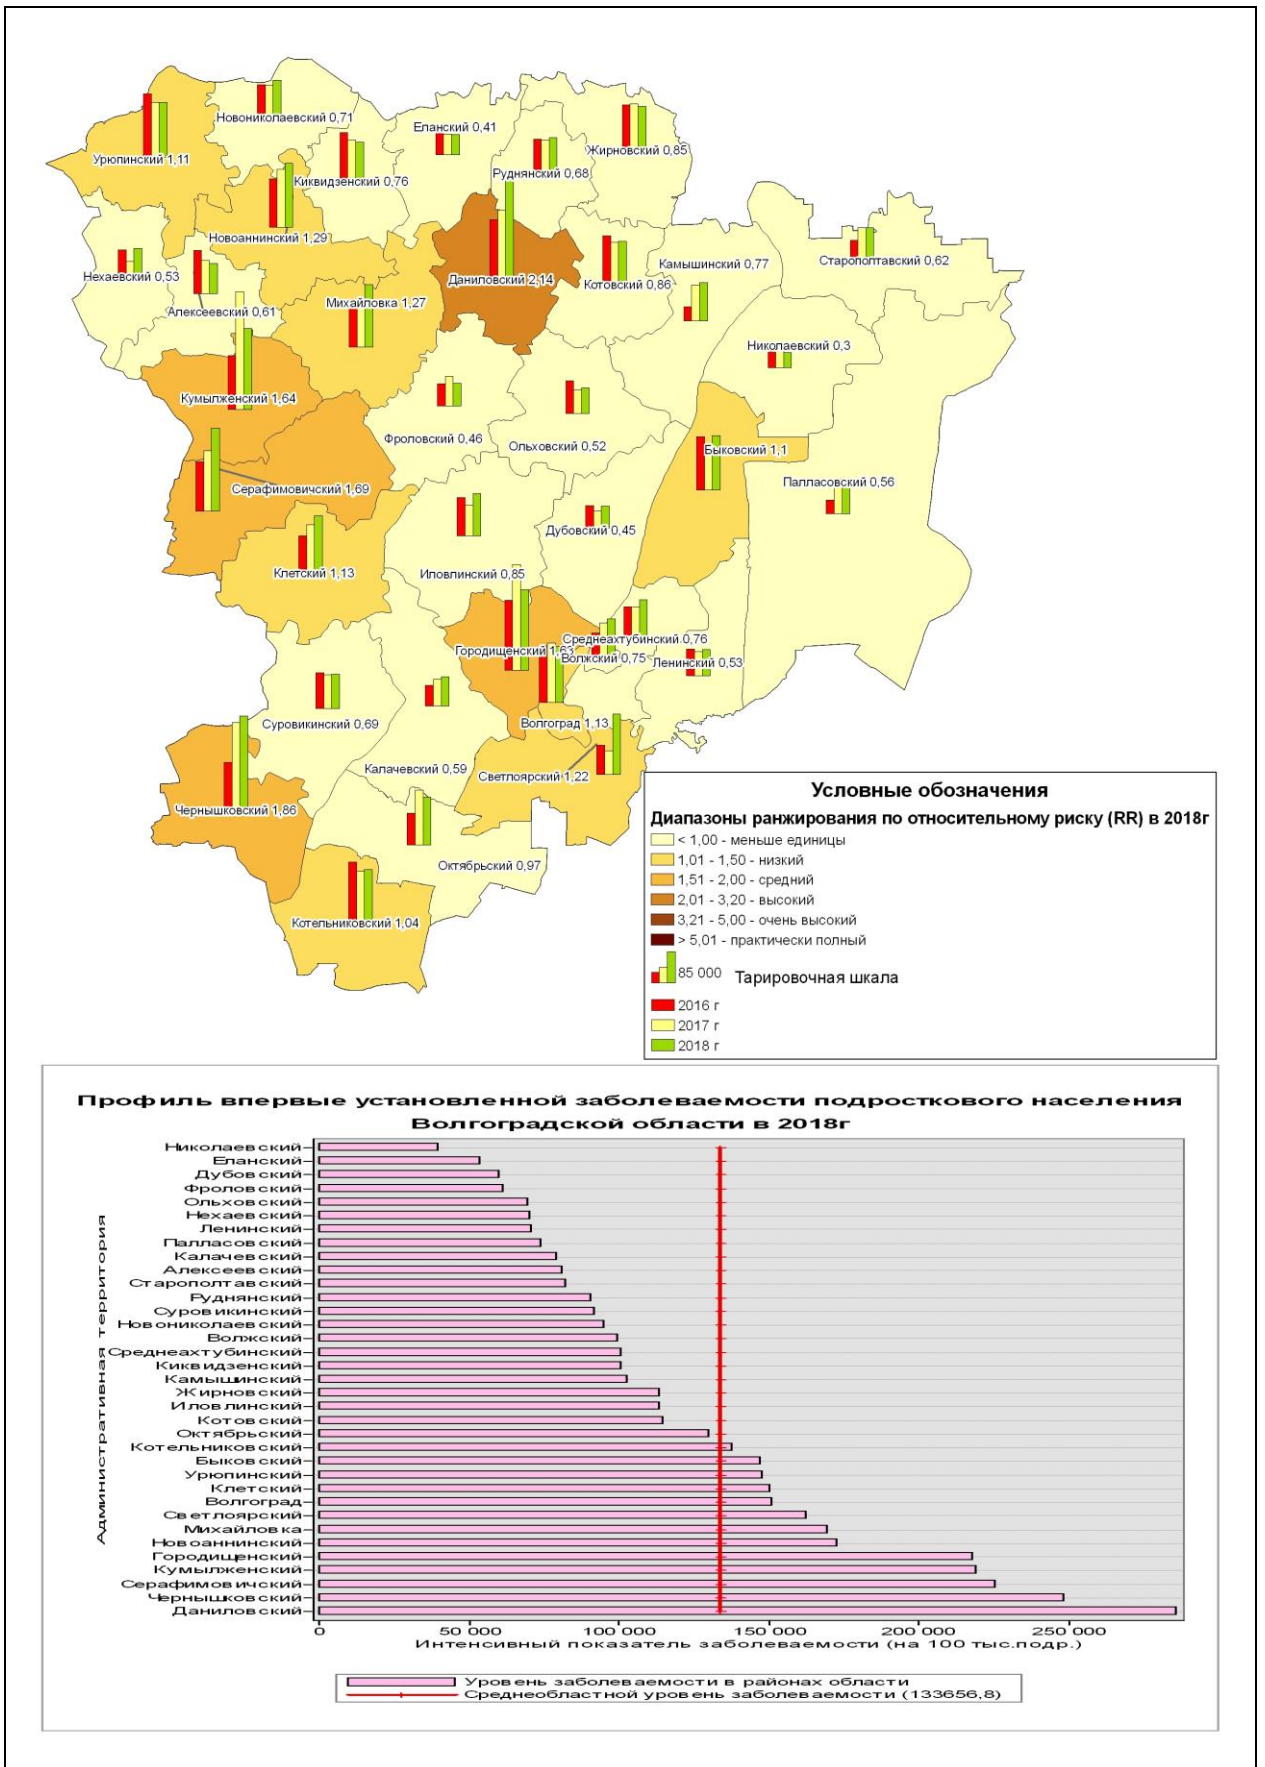 Новониколаевский 0,71
Еланский 0,41
Жирновский 0,85
Урюпинский 1,11
Руднянский 0,68
Киквидзенский 0,76
Новоаннинский 1,29
Камышинский 0,77
Старополтавский 0,62
Нехаевский 0,53
Даниловский 2,14
Котовский 0,86
Михайловка 1,27
Алексеевский 0,61
Николаевский 0,3
Кумылженский 1,64
Фроловский 0,46
Ольховский 0,52
Быковский 1,1
Серафимовичский 1,69
Палласовский 0,56
Дубовский 0,45
Клетский 1,13
Иловлинский 0,85
Среднеахтубинский 0,76
Городищенский 1,63
Волжский 0,75
Ленинский 0,53
Суровикинский 0,69
Волгоград 1,13
Калачевский 0,59
Светлоярский 1,22
Чернышковский 1,86
Октябрьский 0,97
Котельниковский 1,04
Условные обозначения
Диапазоны ранжирования по относительному риску (RR) в 2018г
< 1,00 - меньше единицы
1,01 - 1,50 - низкий
1,51 - 2,00 - средний
2,01 - 3,20 - высокий
3,21 - 5,00 - очень высокий
> 5,01 - практически полный
85 000 Тарировочная шкала
2016 г
2017 г
2018 г
Профиль впервые установленной заболеваемости подросткового населения
Волгоградской области в 2018г
Административная территория
Николаевский
Еланский
Дубовский
Фроловский
Ольховский
Нехаевский
Ленинский
Палласовский
Калачевский
Алексеевский
Старополтавский
Руднянский
Суровикинский
Новониколаевский
Волжский
Среднеахтубинский
Киквидзенский
Камышинский
Жирновский
Иловлинский
Котовский
Октябрьский
Котельниковский
Быковский
Урюпинский
Клетский
Волгоград
Светлоярский
Михайловка
Новоаннинский
Городищенский
Кумылженский
Серафимовичский
Чернышковский
Даниловский
0 50 000 100 000 150 000 200 000 250 000
Интенсивный показатель заболеваемости (на 100 тыс.подр.)
Уровень заболеваемости в районах области
Среднеобластной уровень заболеваемости (133656,8)